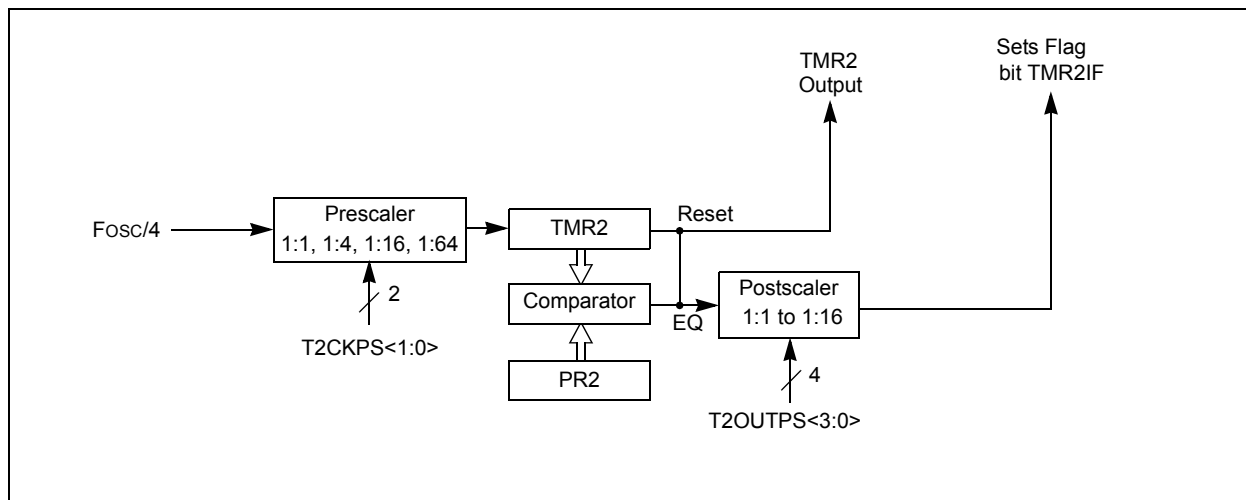 TMR2
Output
Sets Flag
bit TMR2IF
Fosc/4
Prescaler
1:1, 1:4, 1:16, 1:64
2
T2CKPS<1:0>
TMR2
Reset
Comparator
EQ
PR2
Postscaler
1:1 to 1:16
4
T2OUTPS<3:0>